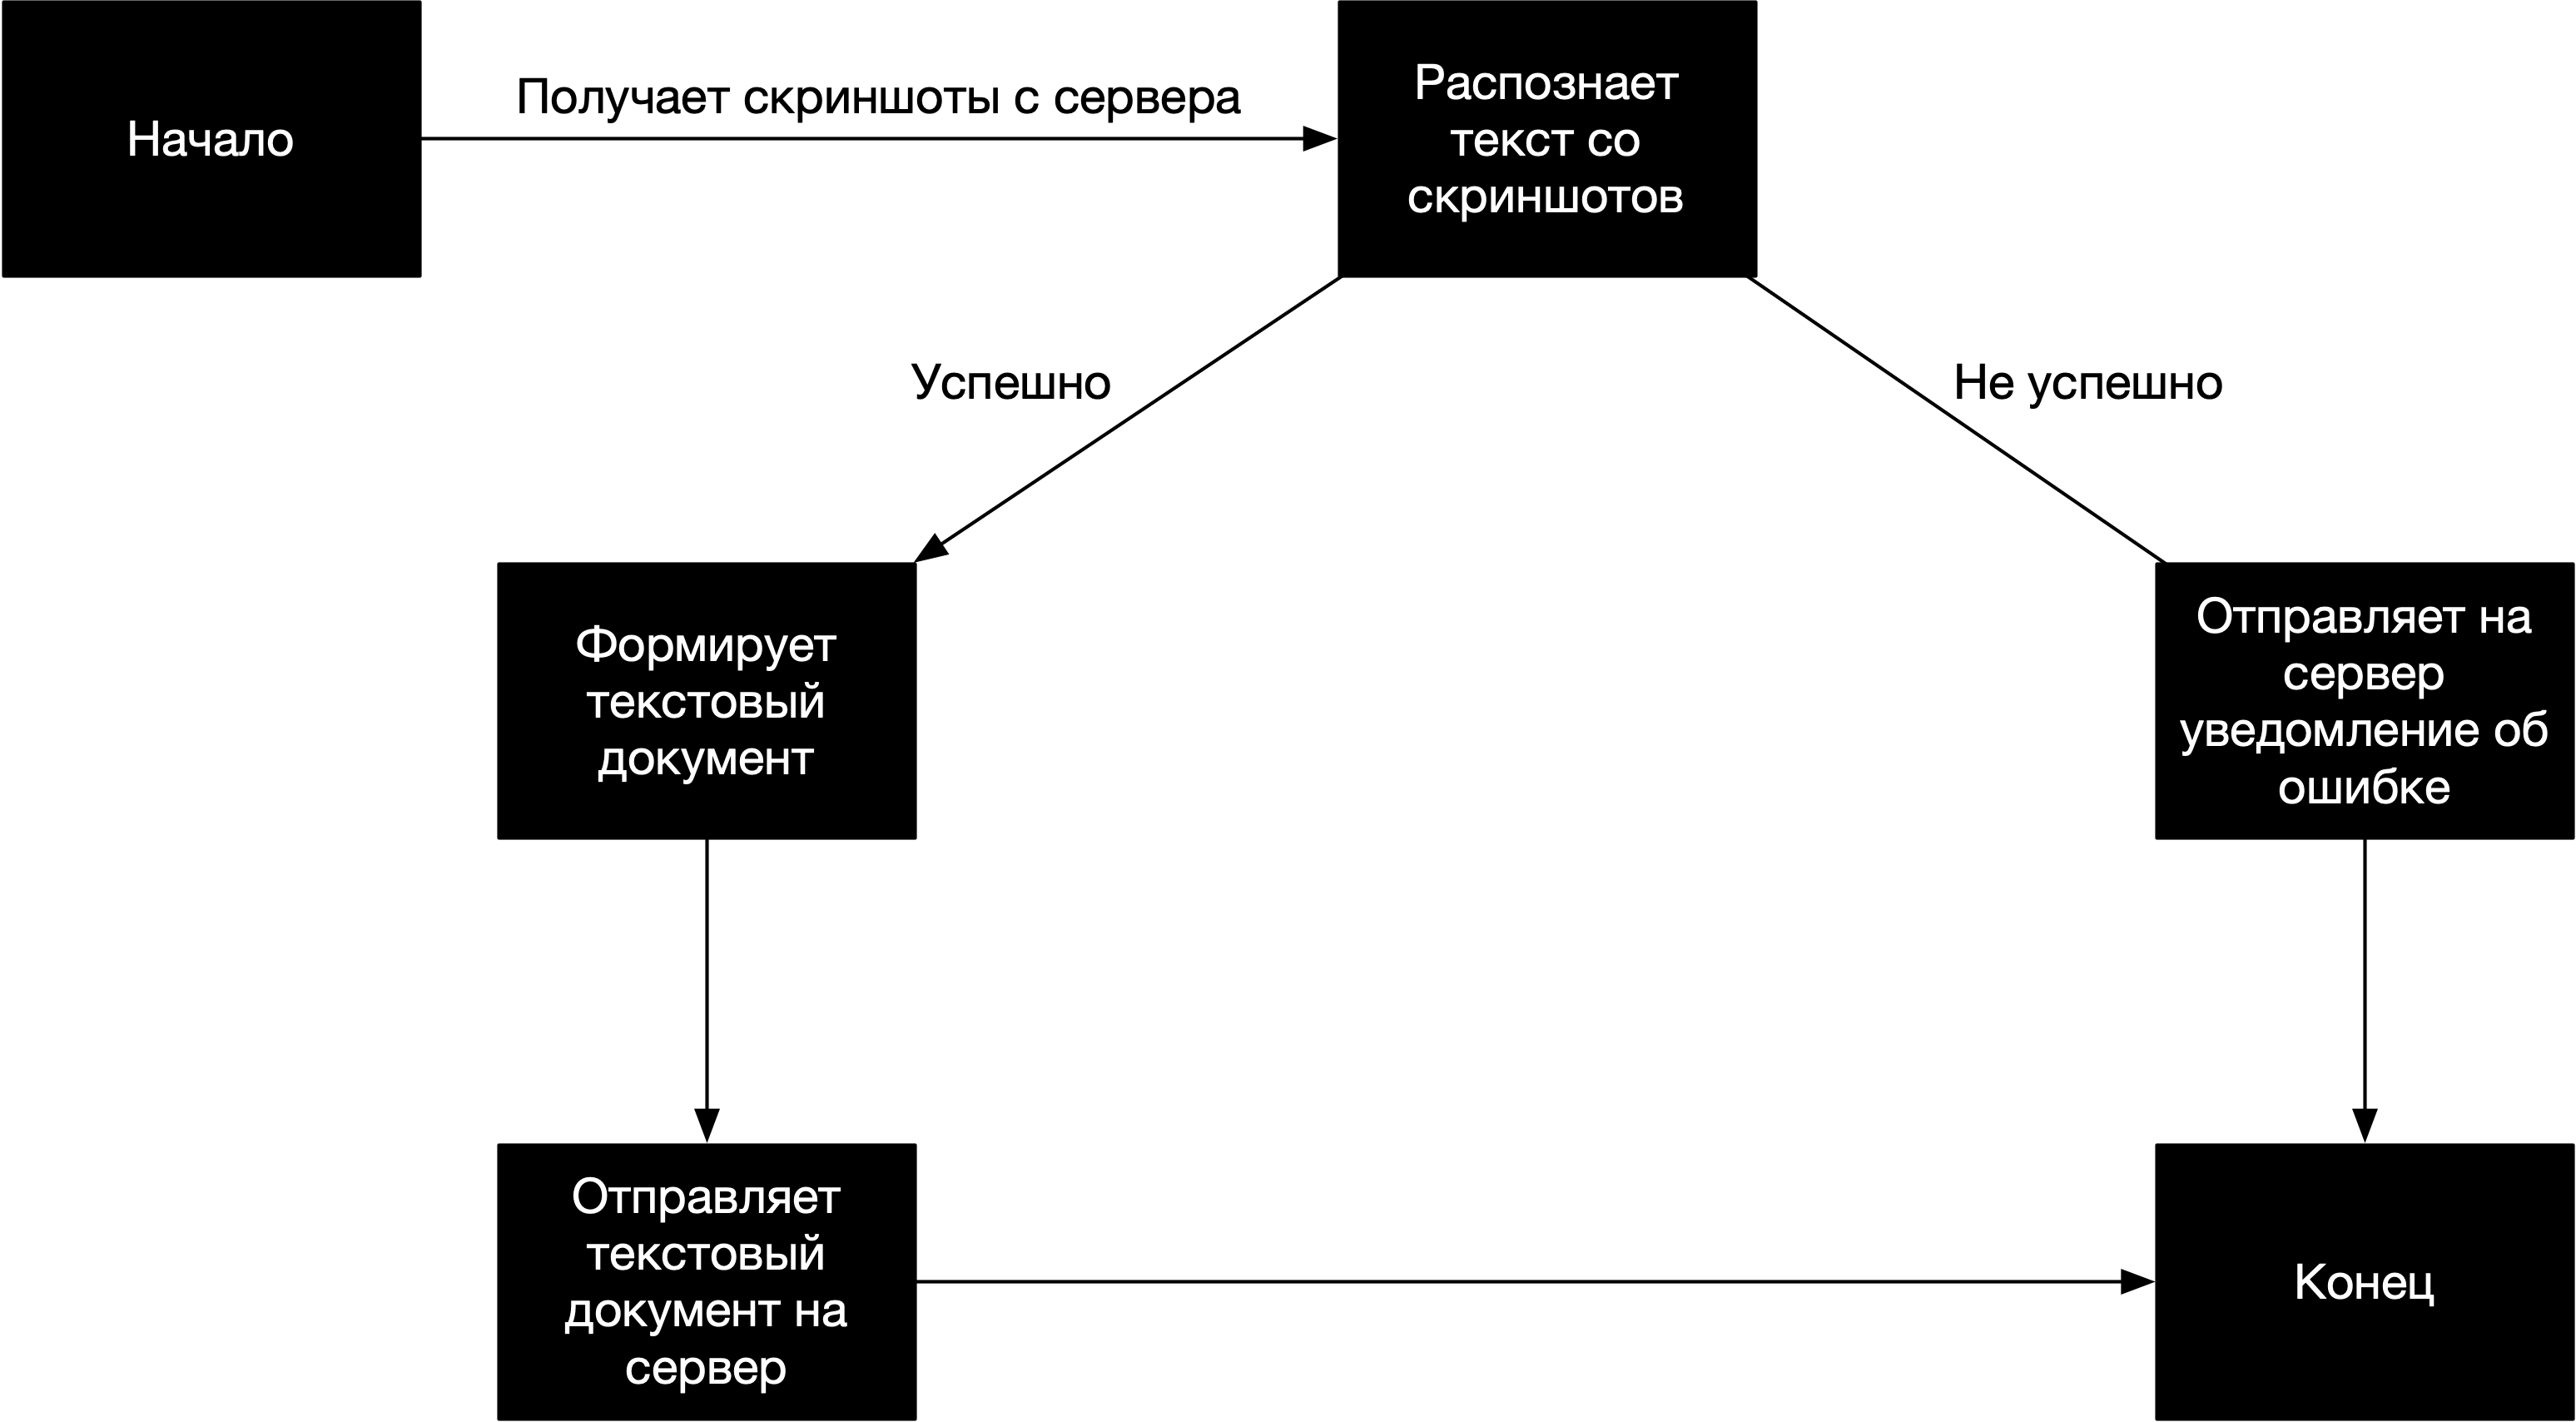 Начало
Получает скриншоты с сервера
Распознает
текст со
скриншотов
Успешно
Не успешно
Формирует
текстовый
документ
Отправляет на
сервер
уведомление об
ошибке
Отправляет
текстовый
документ на
сервер
Конец